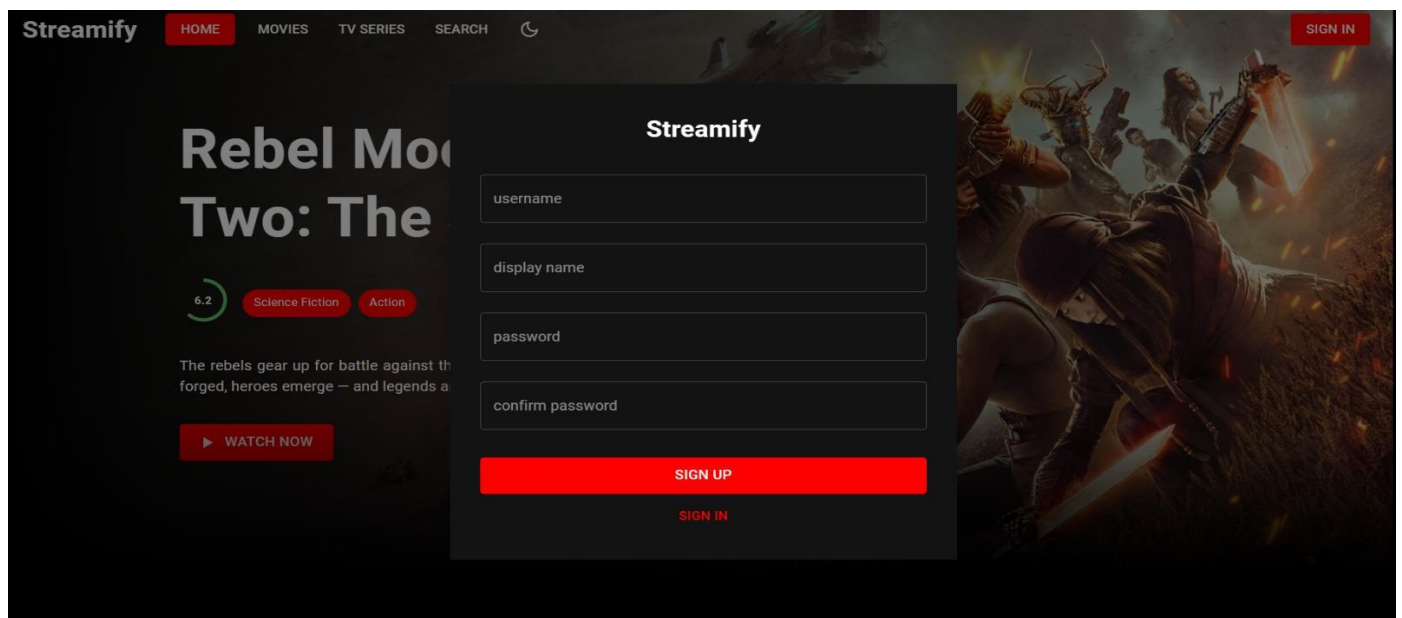 Streamify HOME MOVIES TV SERIES SEARCH SIGN IN
Rebel
Two: The
6.2 Science Fiction Action
The rebels gear up for battle against
forged, heroes emerge — and legends
WATCH NOW
Streamify
username
display name
password
confirm password
SIGN UP
SIGN IN